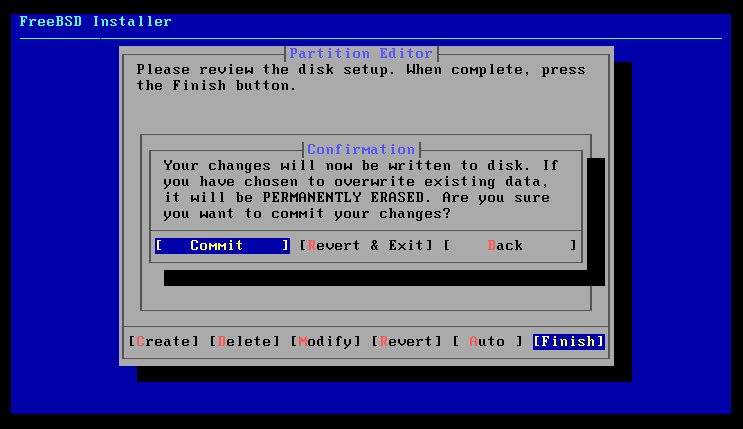 FreeBSD Installer
Partition Editor
Please review the disk setup. When complete, press
the Finish button.
Confirmation
Your changes will now be written to disk. If
you have chosen to overwrite existing data,
it will be PERMANENTLY ERASED. Are you sure
you want to commit your changes?
[ Commit ] [Revert & Exit] [ Back ]
[Create] [Delete] [Modify] [Revert] [ Auto ] [Finish]